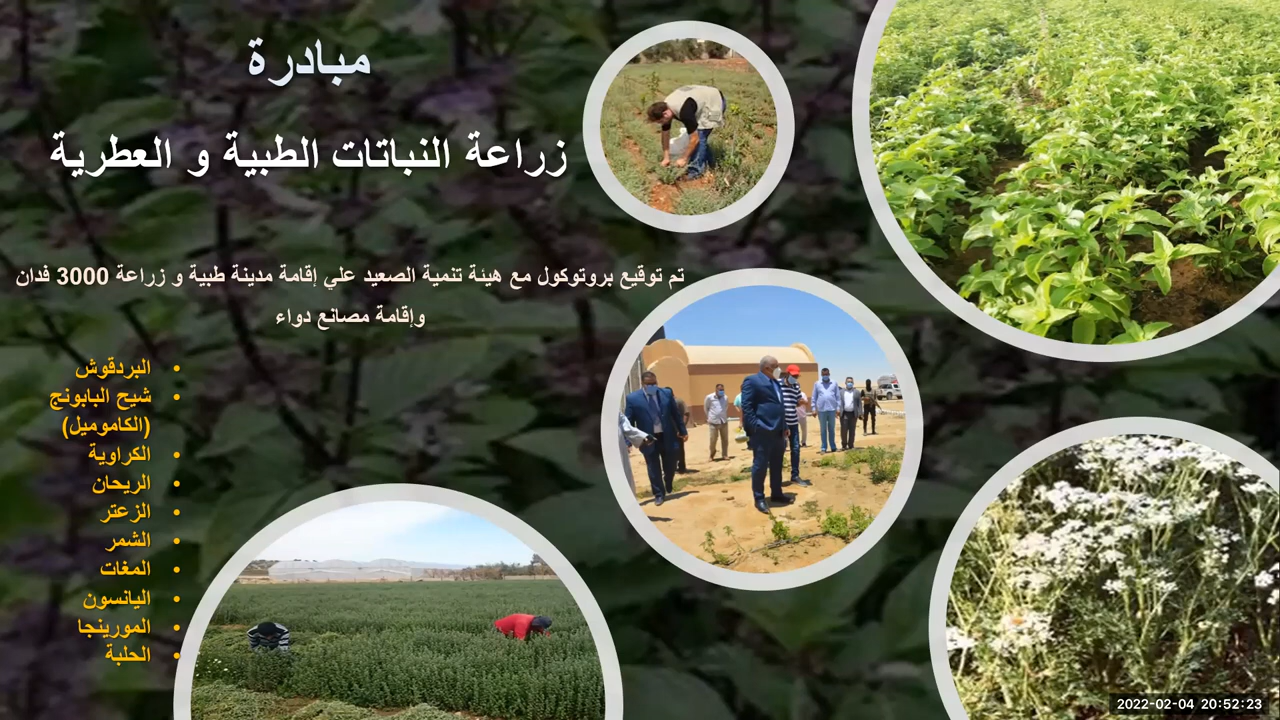 مبادرة
زراعة النباتات الطبية و العطرية
تم توقيع بروتوكول مع هيئة تنمية الصعيد علي إقامة مدينة طبية و زراعة 3000 فدان
وإقامة مصانع دواء
• البردقوش
• شيح البابونج
(الكاموميل)
• الكراوية
• الريحان
• الزعتر
• الشمر
• المغات
• اليانسون
• المورينجا
• الحلبة
2022-02-04 20:52:23